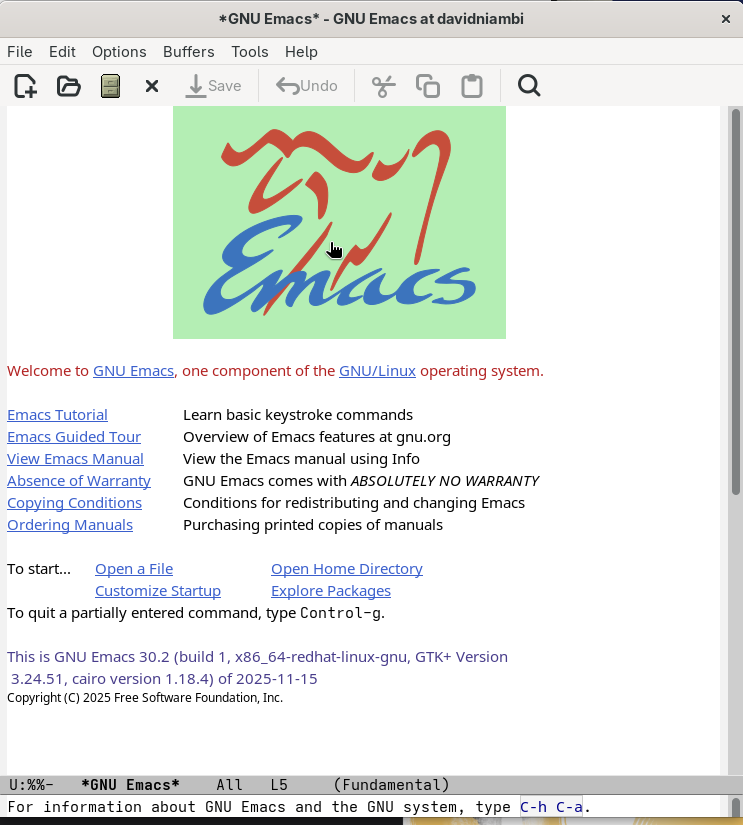 *GNU Emacs* - GNU Emacs at davidniambi
File Edit Options Buffers Tools Help
Save Undo
Emacs
Welcome to GNU Emacs, one component of the GNU/Linux operating system.
Emacs Tutorial Learn basic keystroke commands
Emacs Guided Tour Overview of Emacs features at gnu.org
View Emacs Manual View the Emacs manual using Info
Absence of Warranty GNU Emacs comes with ABSOLUTELY NO WARRANTY
Copying Conditions Conditions for redistributing and changing Emacs
Ordering Manuals Purchasing printed copies of manuals
To start... Open a File Open Home Directory
Customize Startup Explore Packages
To quit a partially entered command, type Control-g.
This is GNU Emacs 30.2 (build 1, x86_64-redhat-linux-gnu, GTK+ Version
3.24.51, cairo version 1.18.4) of 2025-11-15
Copyright (C) 2025 Free Software Foundation, Inc.
U:%%- *GNU Emacs* All L5 (Fundamental)
For information about GNU Emacs and the GNU system, type C-h C-a.